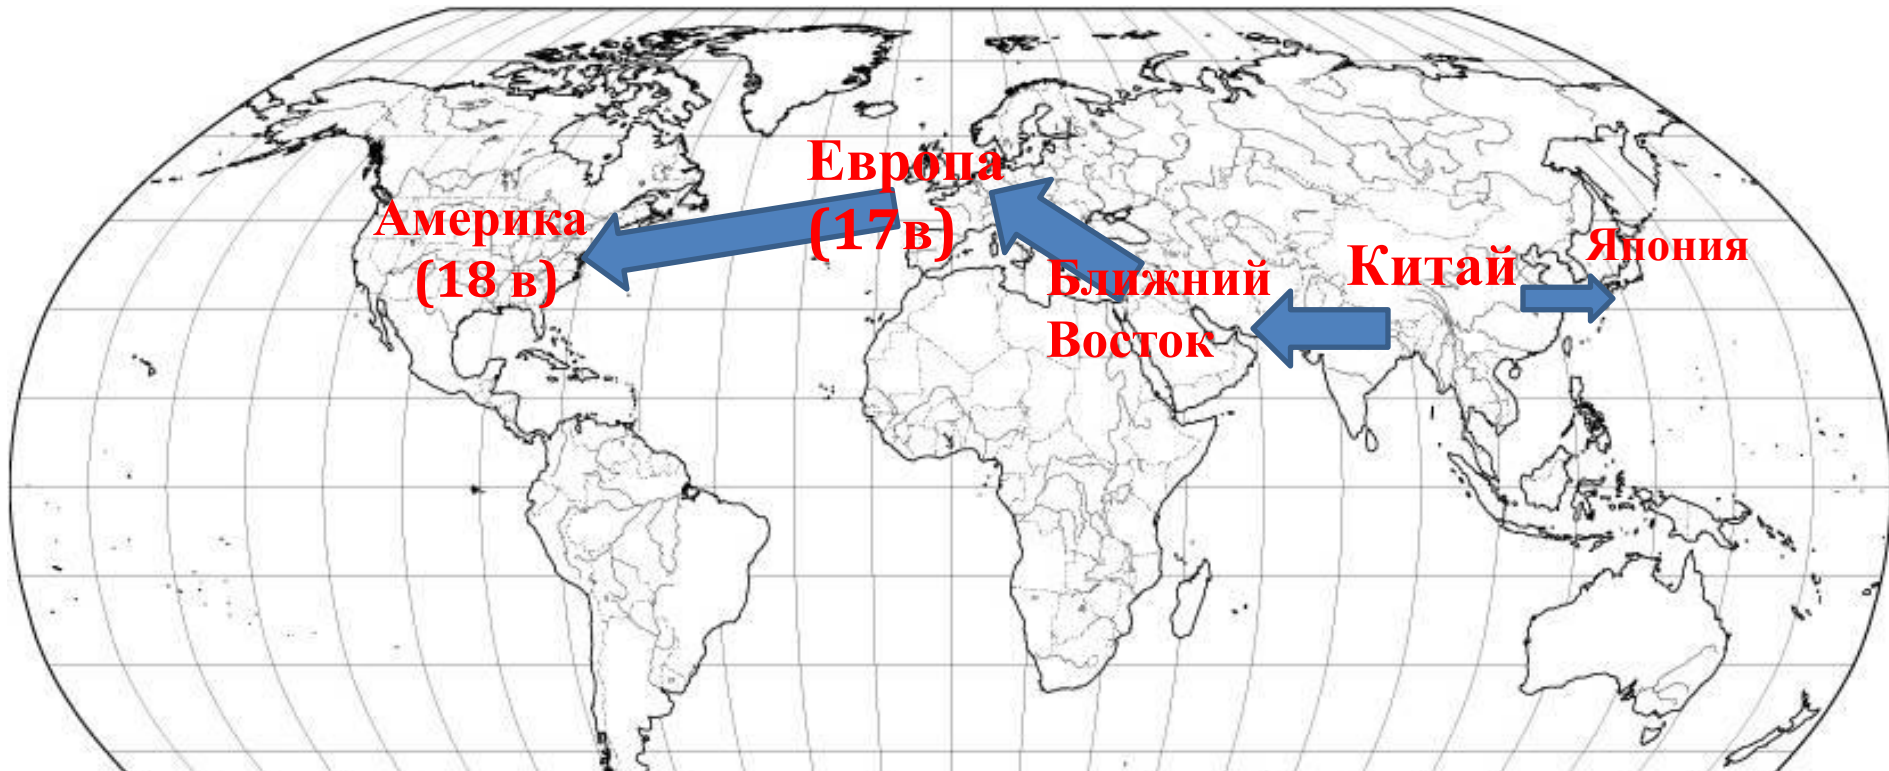 Европа
(17в)
Америка
(18 в)
Ближний
Восток
Китай
Япония